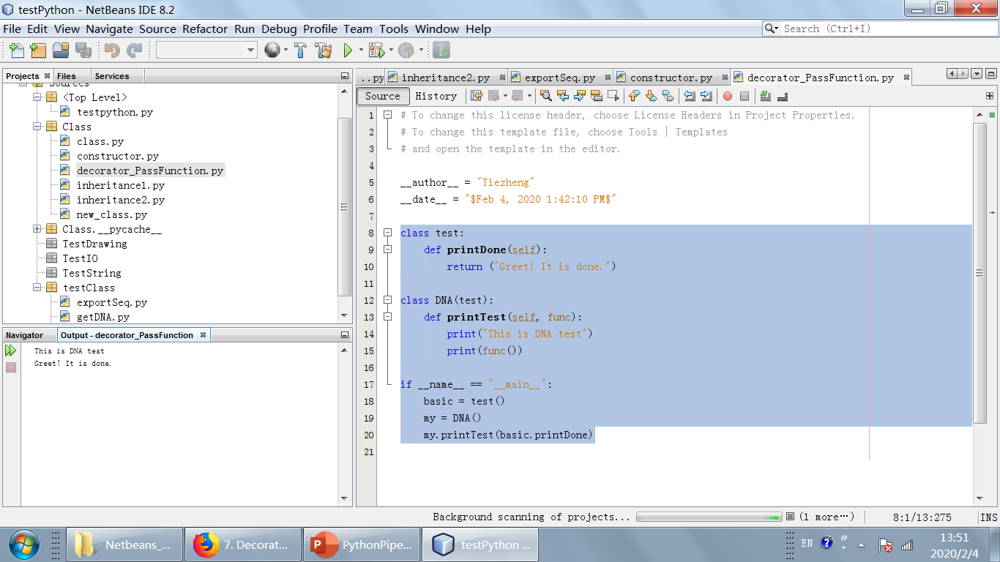 testPython - NetBeans IDE 8.2
File Edit View Navigate Source Refactor Run Debug Profile Team Tools Window Help
Search (Ctrl+I)
Projects Files Services
Sources
<Top Level>
testpython.py
Class
class.py
constructor.py
decorator_PassFunction.py
inheritance1.py
inheritance2.py
new_class.py
Class.__pycache__
TestDrawing
TestIO
TestString
testClass
exportSeq.py
getDNA.py
Navigator Output - decorator_PassFunction
This is DNA test
Greet! It is done.
..py inheritance2.py exportSeq.py constructor.py decorator_PassFunction.py
Source History
1 # To change this license header, choose License Headers in Project Properties.
2 # To change this template file, choose Tools | Templates
3 # and open the template in the editor.
4
5 __author__ = "Tiezheng"
6 __date__ = "$Feb 4, 2020 1:42:10 PM$"
7
8 class test:
9 def printDone(self):
10 return ("Greet! It is done.")
11
12 class DNA(test):
13 def printTest(self, func):
14 print("This is DNA test")
15 print(func())
16
17 if __name__ == "__main__":
18 basic = test()
19 my = DNA()
20 my.printTest(basic.printDone)
21
Background scanning of projects... (1 more…) 8:1/13:275 INS
Netbeans_... 7. Decorat... PythonPipe... testPython ... EN 13:51
2020/2/4